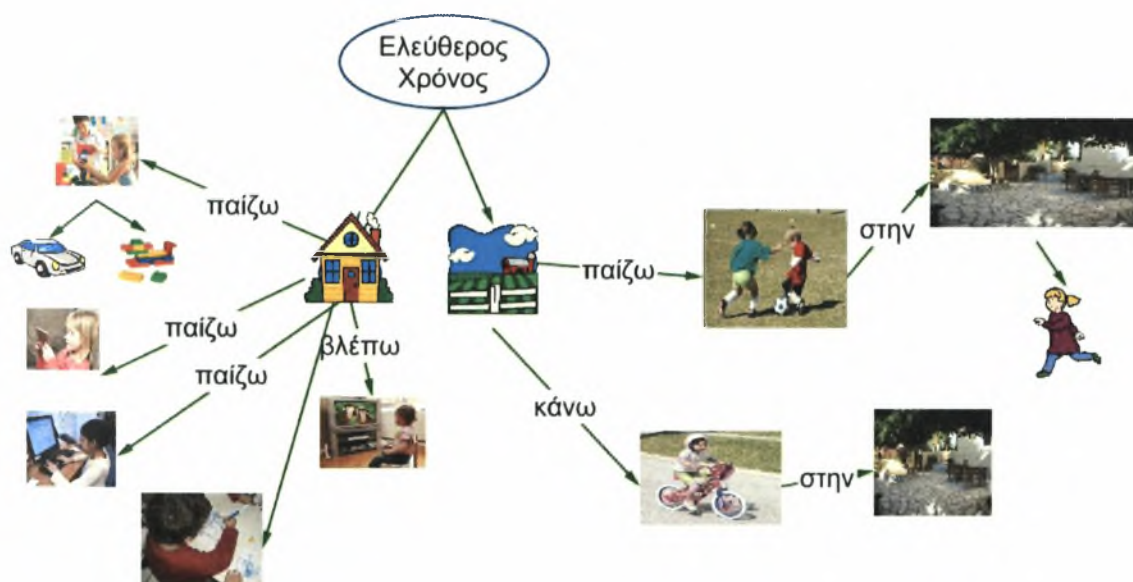 Ελεύθερος
Χρόνος
παίζω
στην
παίζω
παίζω
βλέπω
παίζω
κάνω
στην